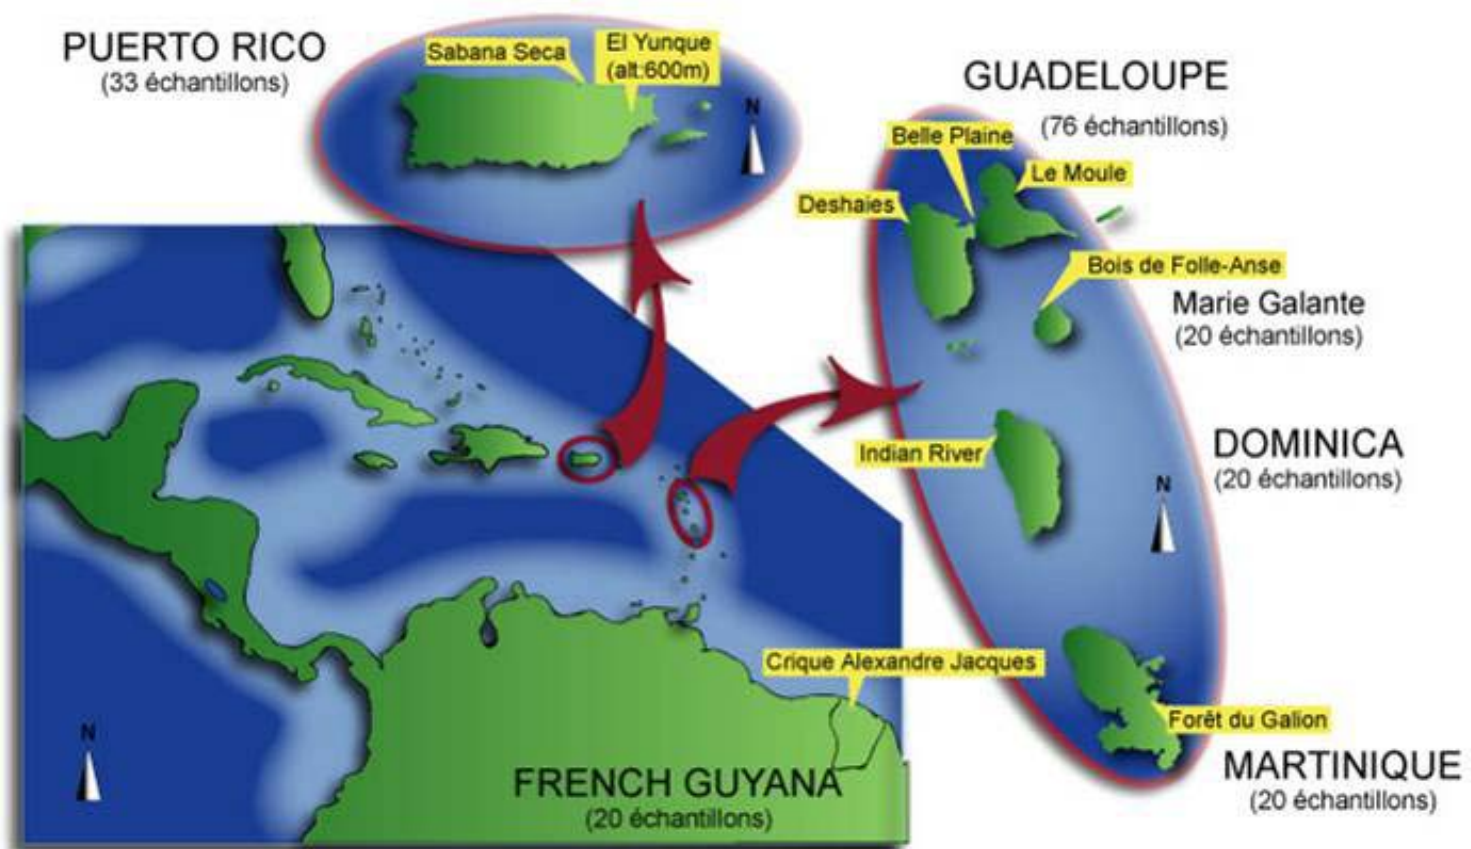 PUERTO RICO
(33 échantillons)
Sabana Seca
El Yunque
(alt:600m)
N
GUADELOUPE
(76 échantillons)
Belle Plaine
Le Moule
Deshaies
Bois de Folle-Anse
Marie Galante
(20 échantillons)
Indian River
DOMINICA
(20 échantillons)
N
Crique Alexandre Jacques
Forêt du Galion
MARTINIQUE
(20 échantillons)
N
FRENCH GUYANA
(20 échantillons)